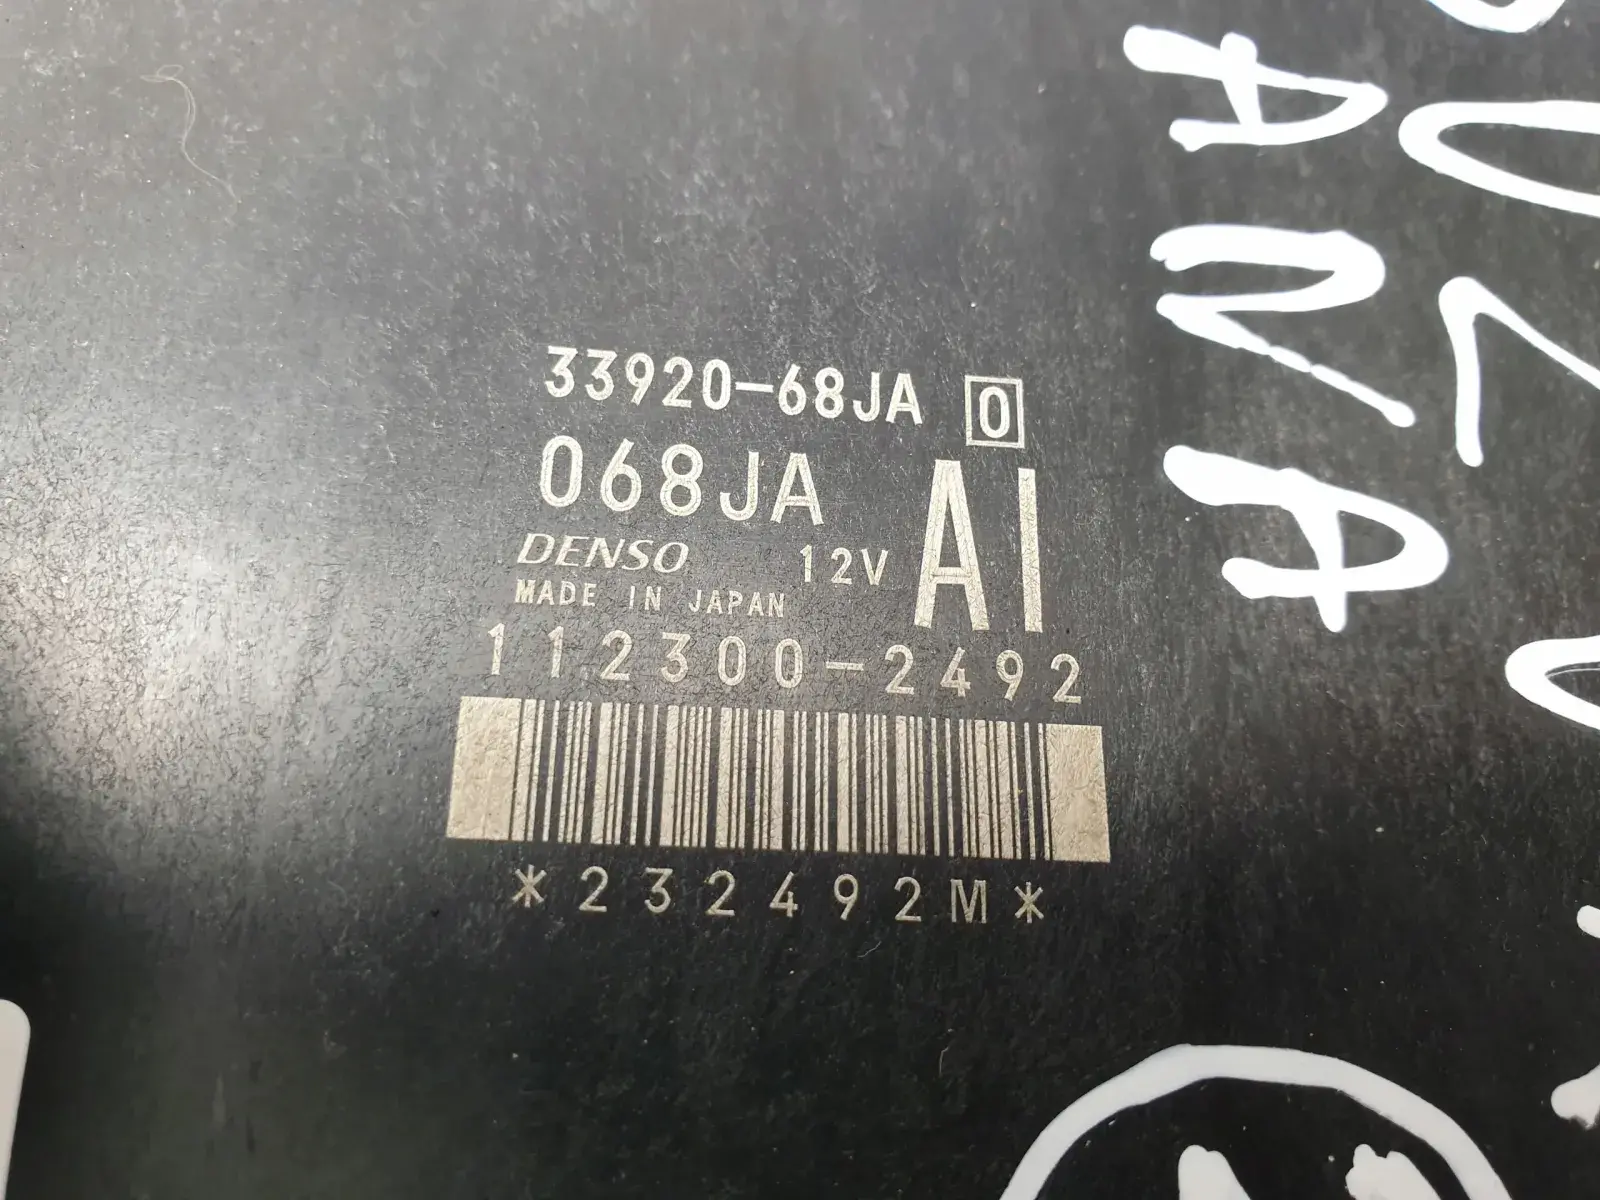 33920-68JA 0
068JA
DENSO 12V AI
MADE IN JAPAN
112300-2492
*232492M*